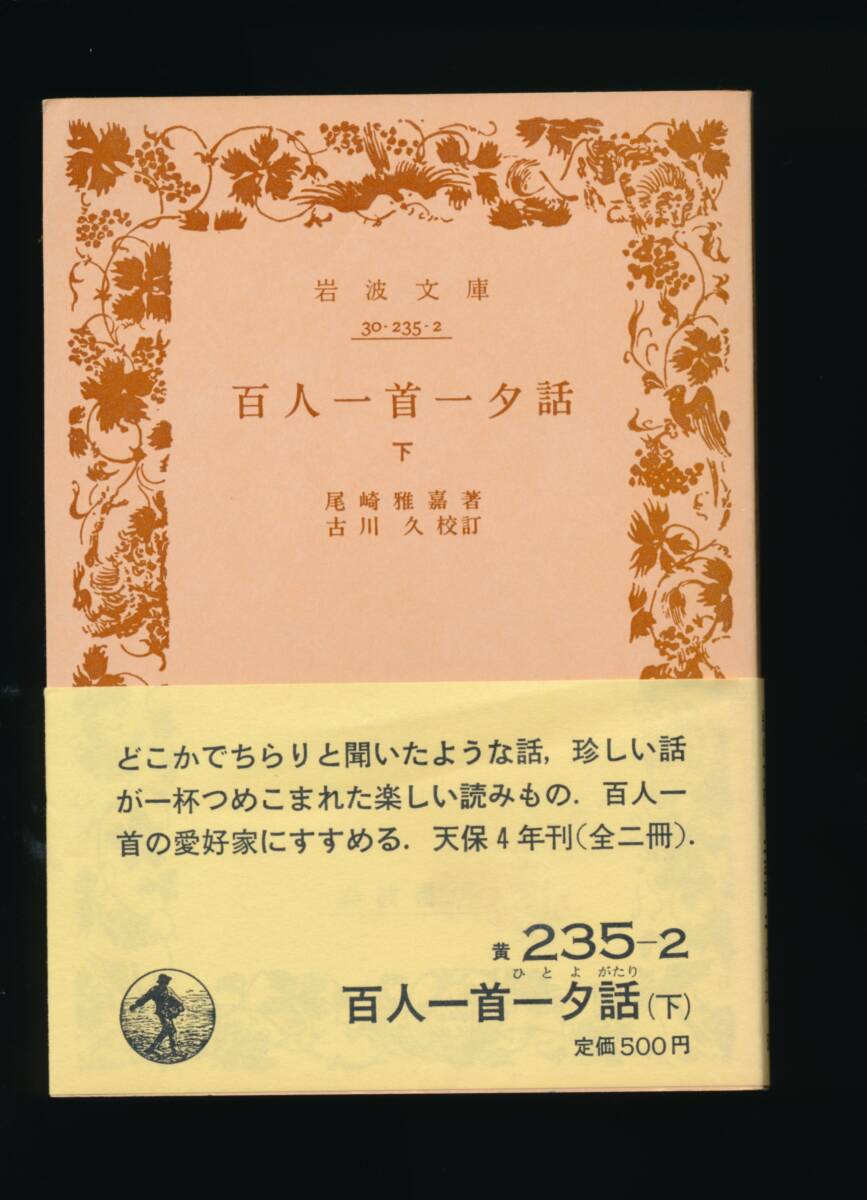 岩波文庫
30-235-2
百人一首一夕話
下
尾崎雅嘉著
古川久校訂
どこかでちらりと聞いたような話，珍しい話
が一杯つめこまれた楽しい読みもの．百人一
首の愛好家にすすめる．天保4年刊（全二冊）．
黄 235-2
ひとよがたり
百人一首一夕話（下）
定価500円